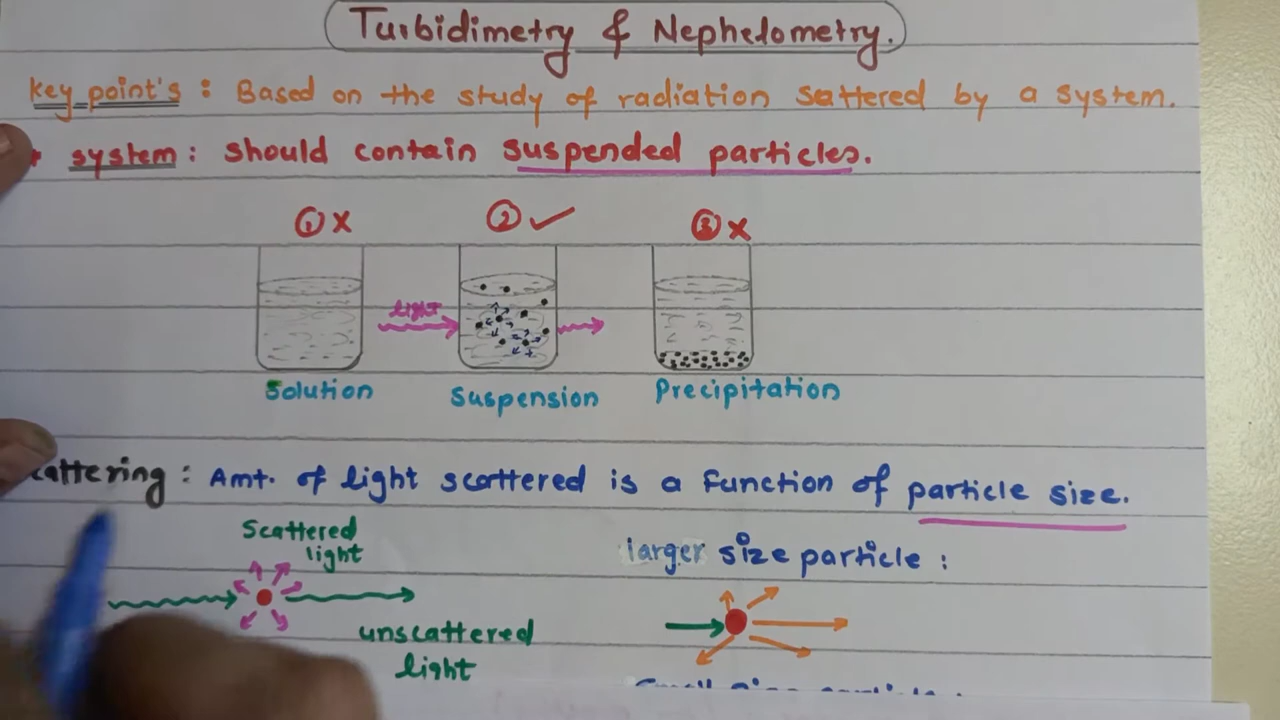 Turbidimetry & Nephelometry.
key point's : Based on the study of radiation sattered by a system.
system : should contain suspended particles.
① x ② ✓ ③ x
light
Solution Suspension Precipitation
cattering : Amt. of light scattered is a function of particle size.
Scattered light
larger size particle :
unscattered light